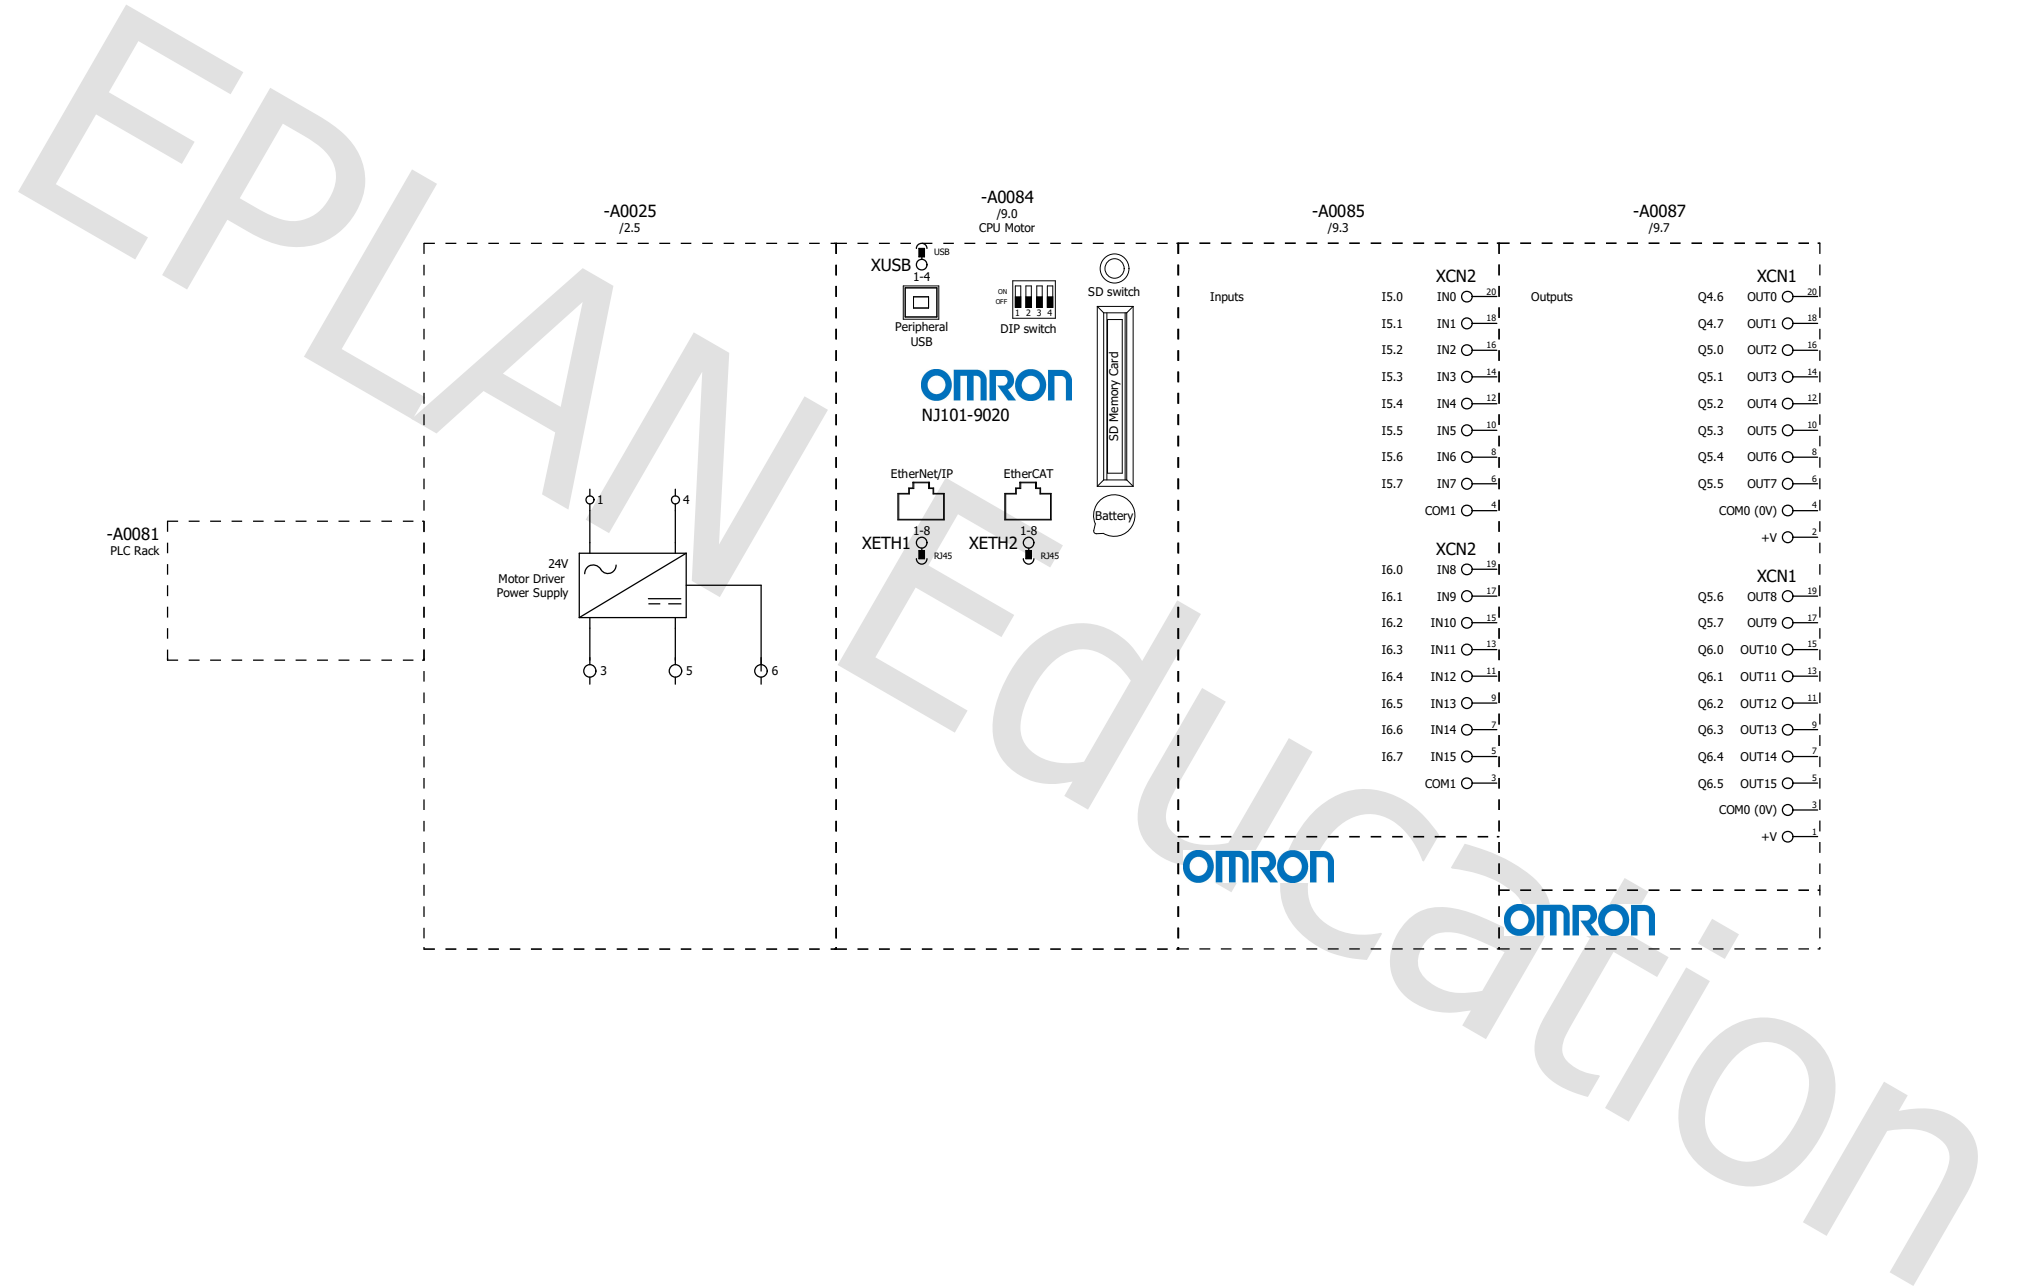 EPLAN Education
-A0081
PLC Rack
-A0025
/2.5
1
4
24V
Motor Driver
Power Supply
3
5
6
-A0084
/9.0
CPU Motor
USB
XUSB
1-4
Peripheral
USB
ON
OFF
1 2 3 4
DIP switch
SD switch
SD Memory Card
OMRON
NJ101-9020
EtherNet/IP
EtherCAT
Battery
1-8
1-8
XETH1
RJ45
XETH2
RJ45
-A0085
/9.3
XCN2
Inputs
I5.0 IN0 20
I5.1 IN1 18
I5.2 IN2 16
I5.3 IN3 14
I5.4 IN4 12
I5.5 IN5 10
I5.6 IN6 8
I5.7 IN7 6
COM1 4
XCN2
I6.0 IN8 19
I6.1 IN9 17
I6.2 IN10 15
I6.3 IN11 13
I6.4 IN12 11
I6.5 IN13 9
I6.6 IN14 7
I6.7 IN15 5
COM1 3
OMRON
-A0087
/9.7
XCN1
Outputs
Q4.6 OUT0 20
Q4.7 OUT1 18
Q5.0 OUT2 16
Q5.1 OUT3 14
Q5.2 OUT4 12
Q5.3 OUT5 10
Q5.4 OUT6 8
Q5.5 OUT7 6
COM0 (0V) 4
+V 2
XCN1
Q5.6 OUT8 19
Q5.7 OUT9 17
Q6.0 OUT10 15
Q6.1 OUT11 13
Q6.2 OUT12 11
Q6.3 OUT13 9
Q6.4 OUT14 7
Q6.5 OUT15 5
COM0 (0V) 3
+V 1
OMRON